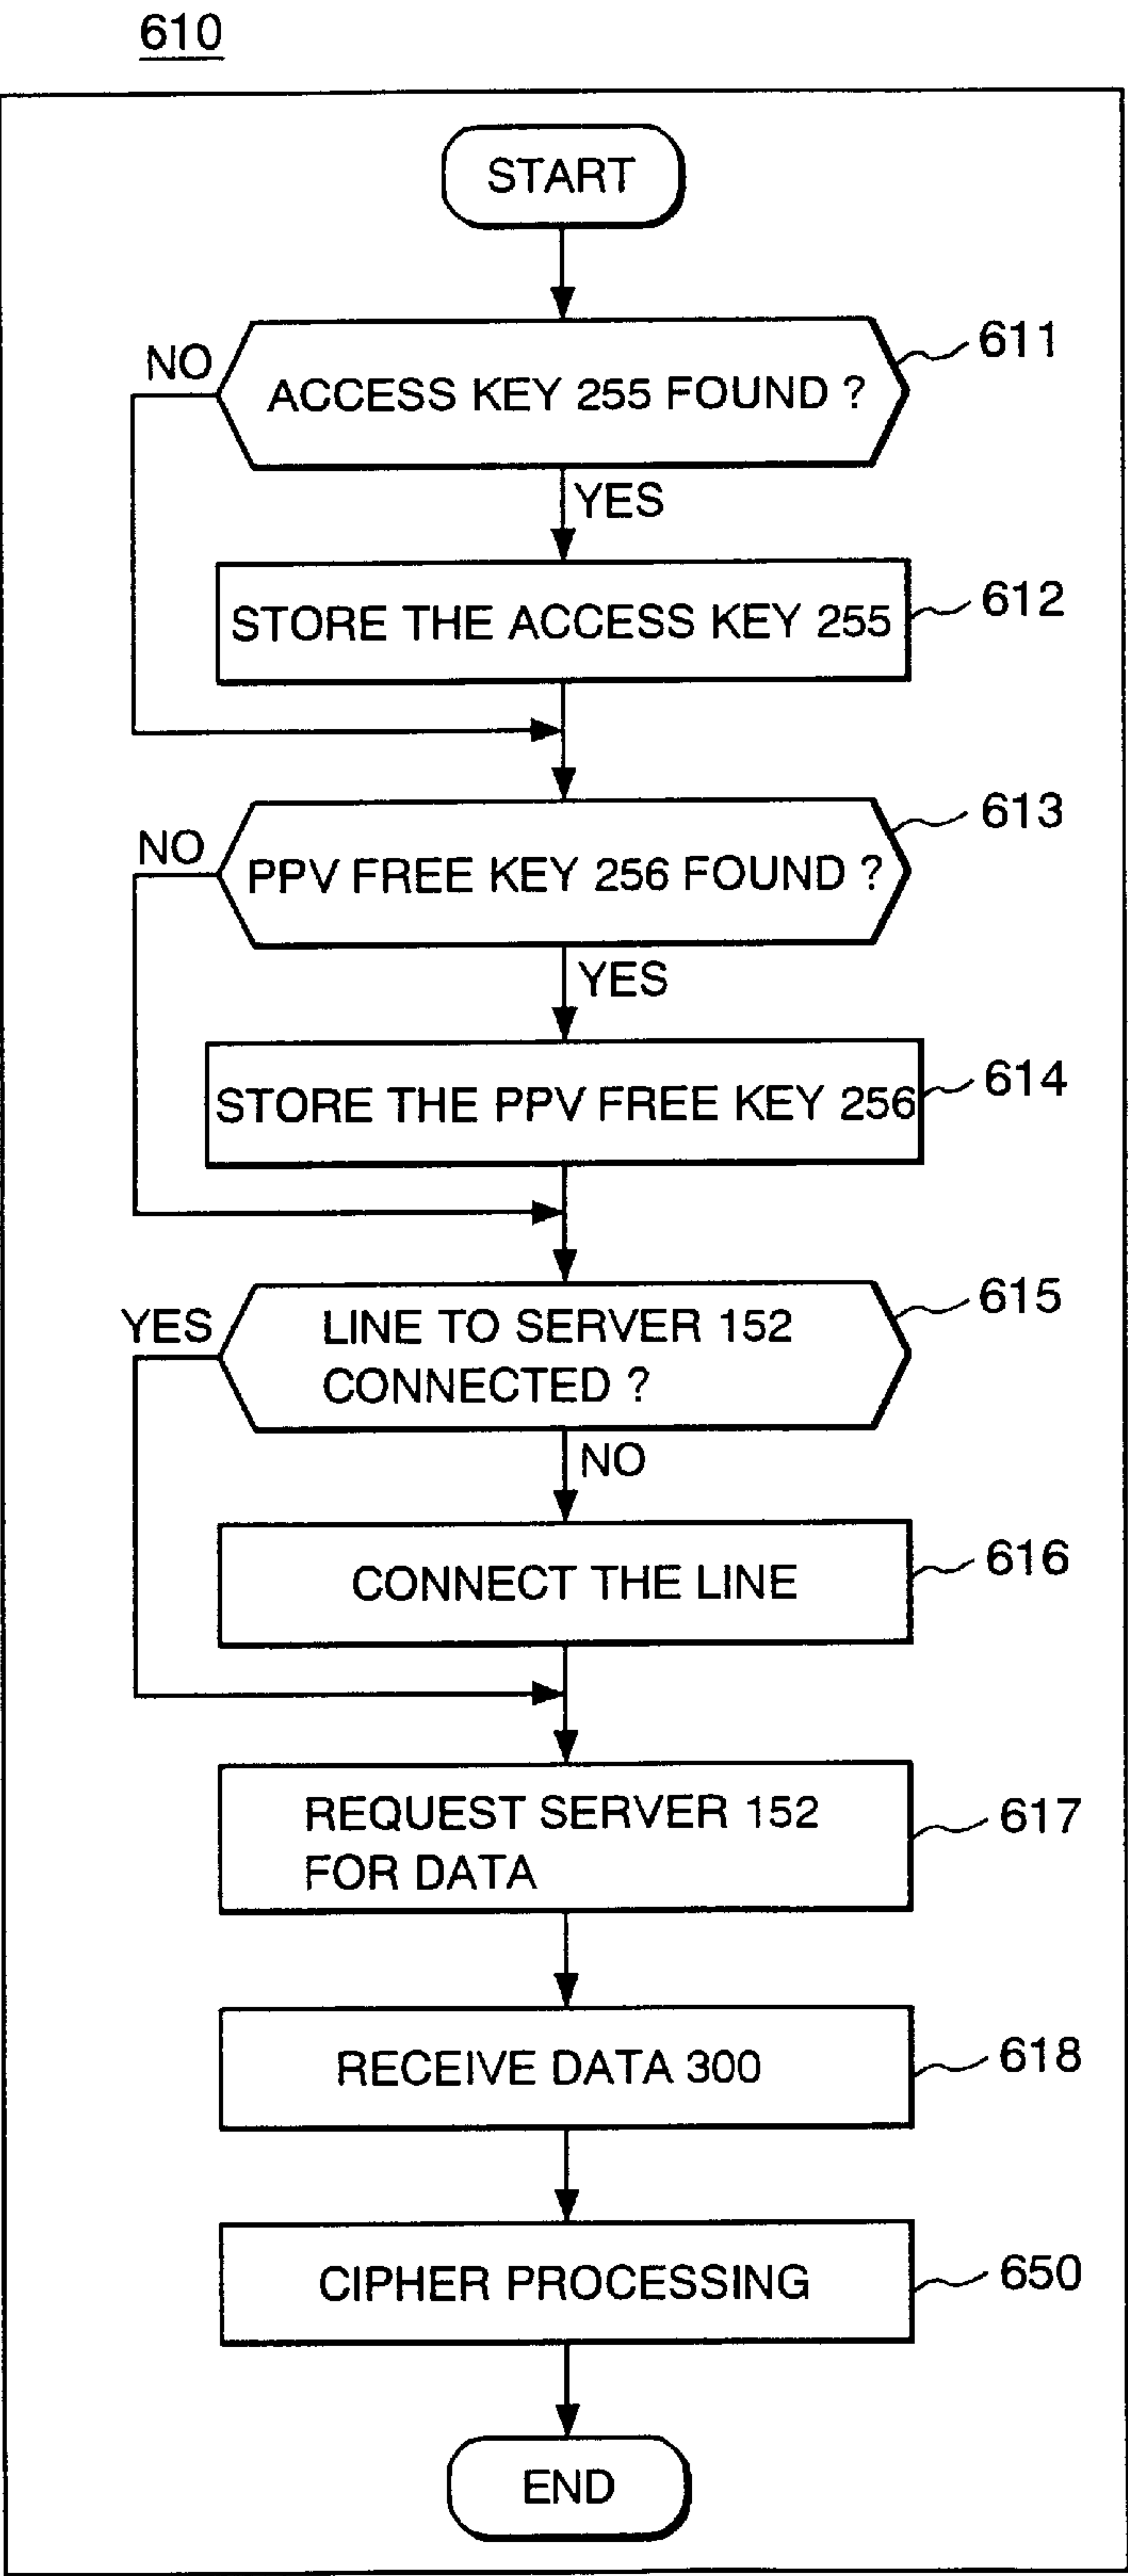 610
START
611
NO
ACCESS KEY 255 FOUND ?
YES
612
STORE THE ACCESS KEY 255
613
NO
PPV FREE KEY 256 FOUND ?
YES
614
STORE THE PPV FREE KEY 256
615
YES
LINE TO SERVER 152
CONNECTED ?
NO
616
CONNECT THE LINE
617
REQUEST SERVER 152
FOR DATA
618
RECEIVE DATA 300
650
CIPHER PROCESSING
END